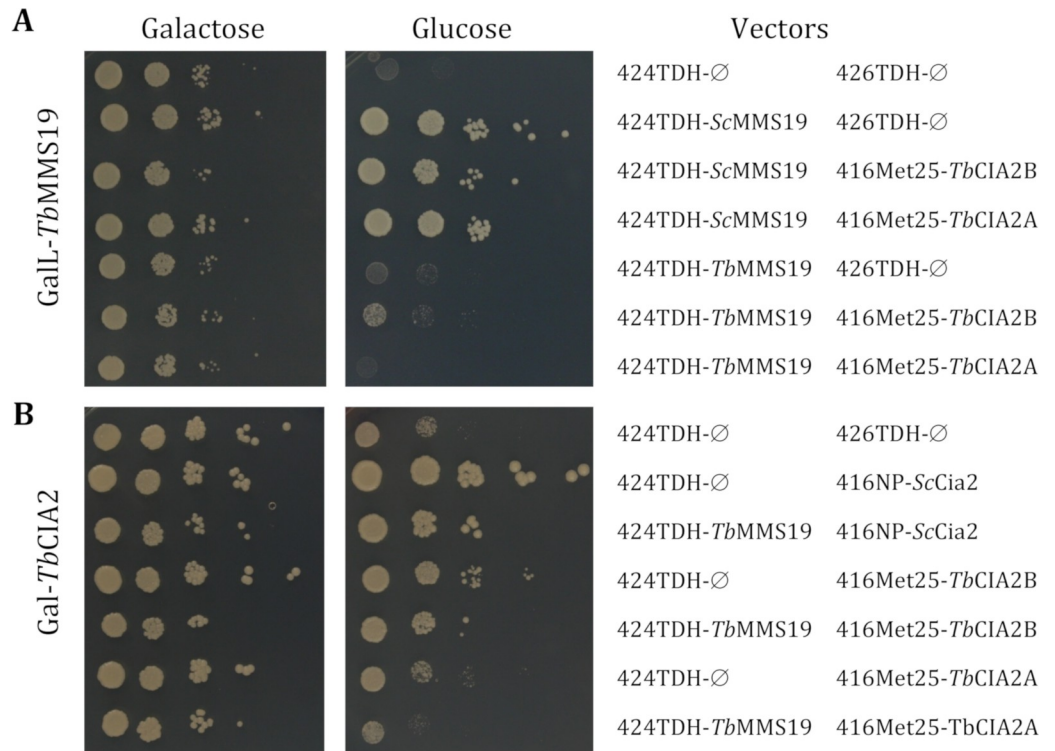 A
Galactose Glucose Vectors
GalL-TbMMS19
424TDH-∅ 426TDH-∅
424TDH-ScMMS19 426TDH-∅
424TDH-ScMMS19 416Met25-TbCIA2B
424TDH-ScMMS19 416Met25-TbCIA2A
424TDH-TbMMS19 426TDH-∅
424TDH-TbMMS19 416Met25-TbCIA2B
424TDH-TbMMS19 416Met25-TbCIA2A
B
Gal-TbCIA2
424TDH-∅ 426TDH-∅
424TDH-∅ 416NP-ScCia2
424TDH-TbMMS19 416NP-ScCia2
424TDH-∅ 416Met25-TbCIA2B
424TDH-TbMMS19 416Met25-TbCIA2B
424TDH-∅ 416Met25-TbCIA2A
424TDH-TbMMS19 416Met25-TbCIA2A